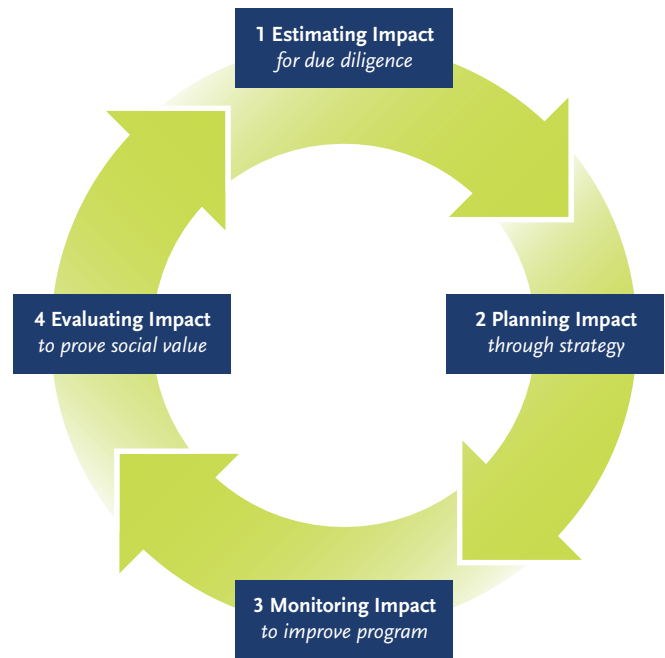 1 Estimating Impact
for due diligence
2 Planning Impact
through strategy
3 Monitoring Impact
to improve program
4 Evaluating Impact
to prove social value